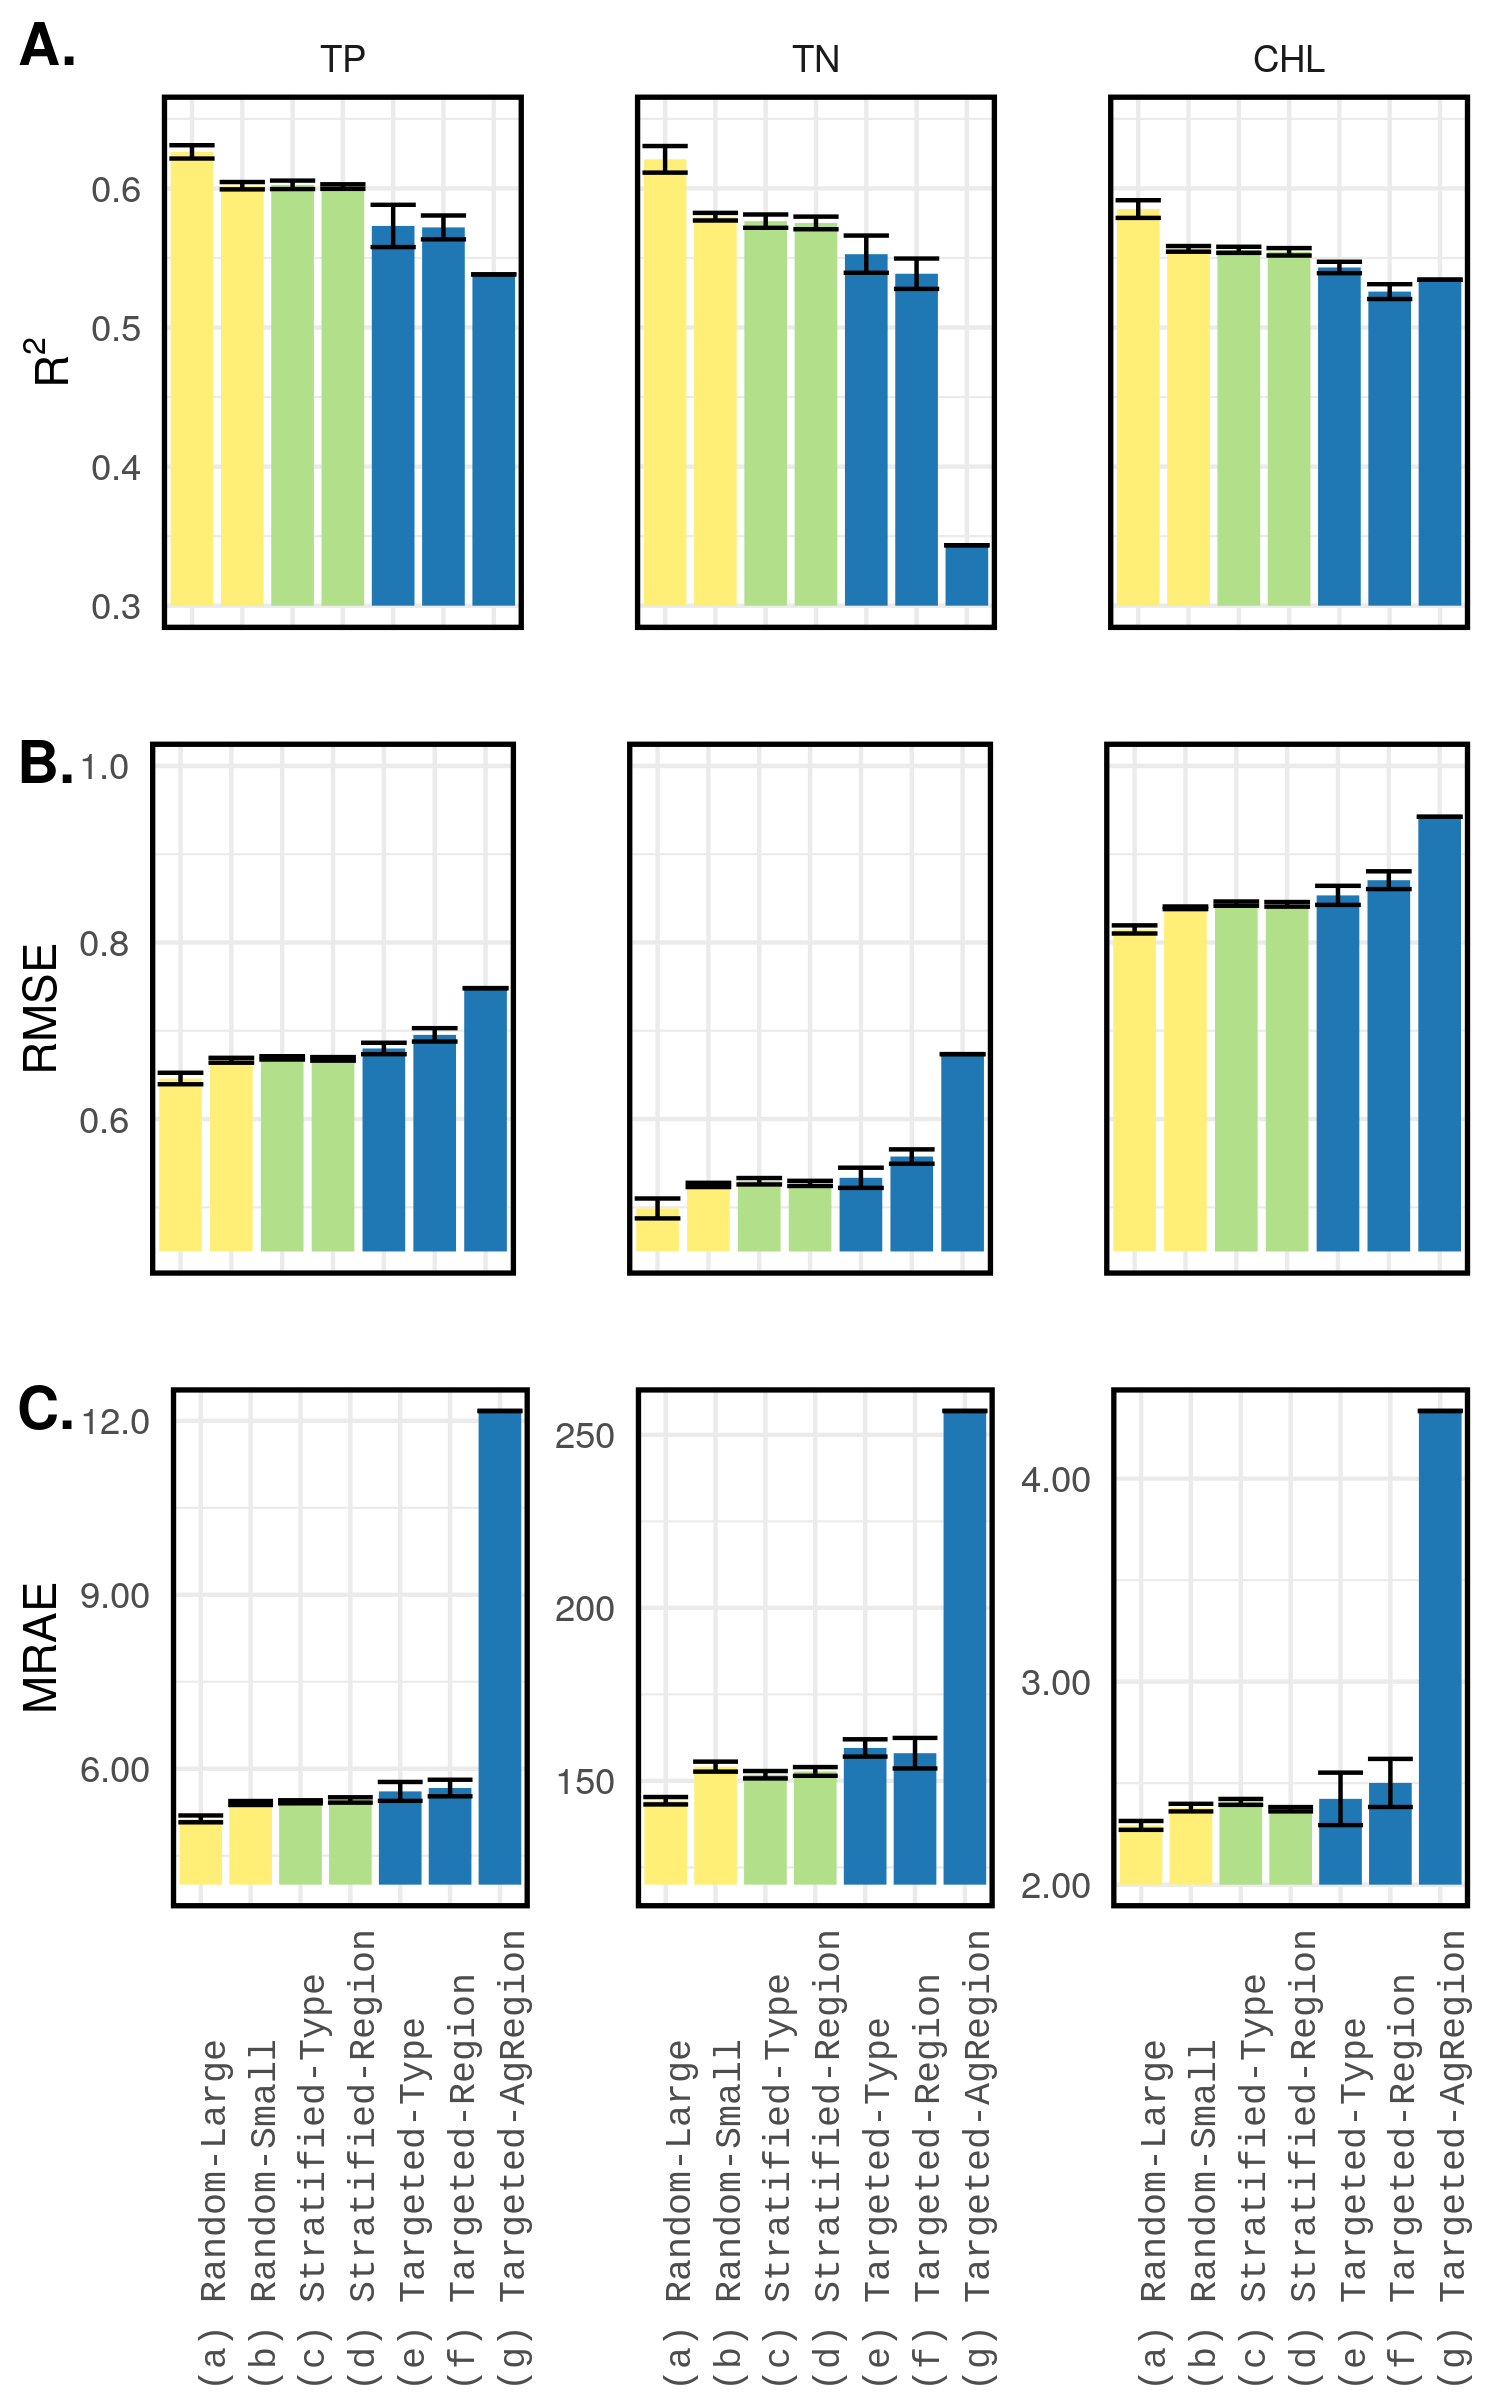 A.
TP TN CHL
R²
0.6
0.5
0.4
0.3
B.
RMSE
1.0
0.8
0.6
C.
MRAE
12.0
9.00
6.00
250
200
150
4.00
3.00
2.00
(a) Random-Large
(b) Random-Small
(c) Stratified-Type
(d) Stratified-Region
(e) Targeted-Type
(f) Targeted-Region
(g) Targeted-AgRegion
(a) Random-Large
(b) Random-Small
(c) Stratified-Type
(d) Stratified-Region
(e) Targeted-Type
(f) Targeted-Region
(g) Targeted-AgRegion
(a) Random-Large
(b) Random-Small
(c) Stratified-Type
(d) Stratified-Region
(e) Targeted-Type
(f) Targeted-Region
(g) Targeted-AgRegion